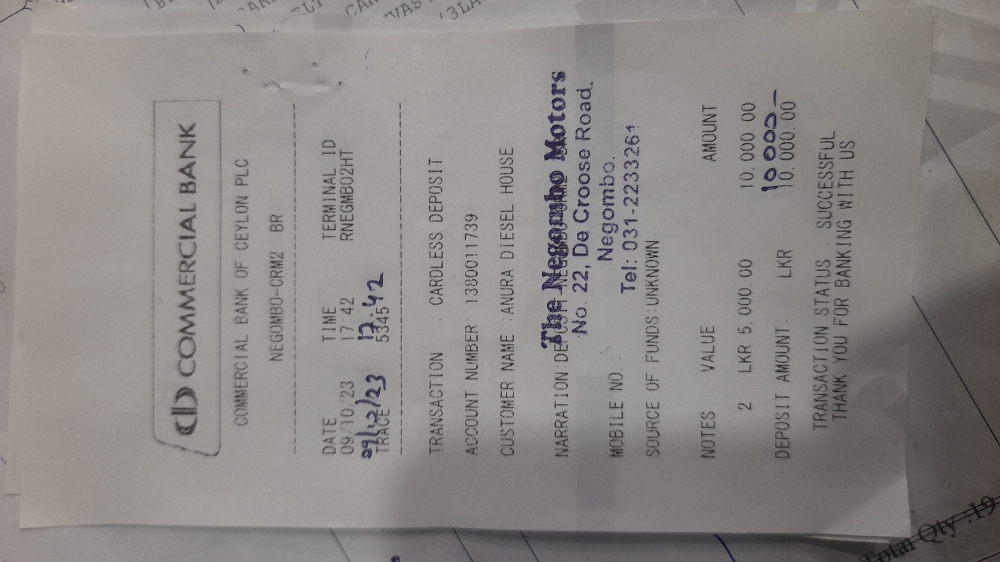 COMMERCIAL BANK
COMMERCIAL BANK OF CEYLON PLC
NEGOMBO-CRM2 BR
DATE TIME TERMINAL ID
09/10/23 17:42 RNEGMB02HT
17.42
TRACE 5345
TRANSACTION : CARDLESS DEPOSIT
ACCOUNT NUMBER: 1380011739
CUSTOMER NAME :ANURA DIESEL HOUSE
The Negombo Motors
NARRATION:
No. 22, De Croose Road,
Negombo.
MOBILE NO.:
Tel: 031-2233261
SOURCE OF FUNDS:UNKNOWN
NOTES VALUE AMOUNT
2 LKR 5,000.00 10,000.00
10000
DEPOSIT AMOUNT: LKR 10,000.00
TRANSACTION STATUS : SUCCESSFUL
THANK YOU FOR BANKING WITH US
Total Qty :19